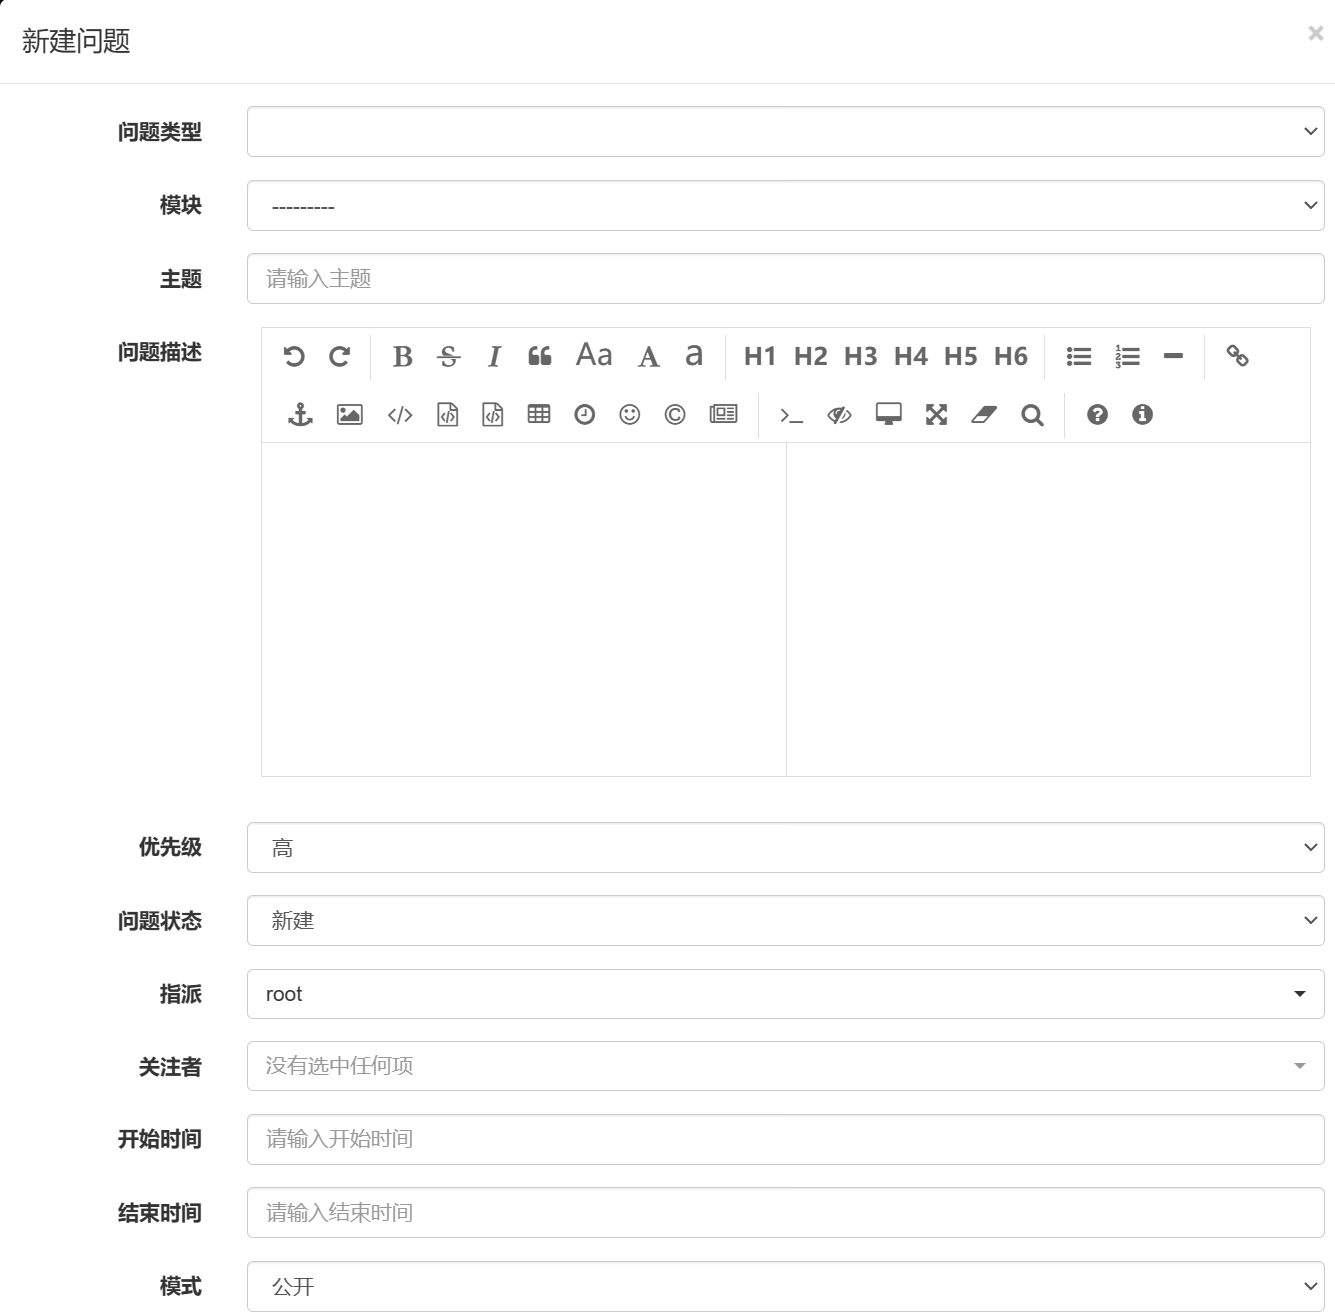 新建问题
×
问题类型
模块 ---------
主题 请输入主题
问题描述
B S I Aa A a H1 H2 H3 H4 H5 H6
优先级 高
问题状态 新建
指派 root
关注者 没有选中任何项
开始时间 请输入开始时间
结束时间 请输入结束时间
模式 公开